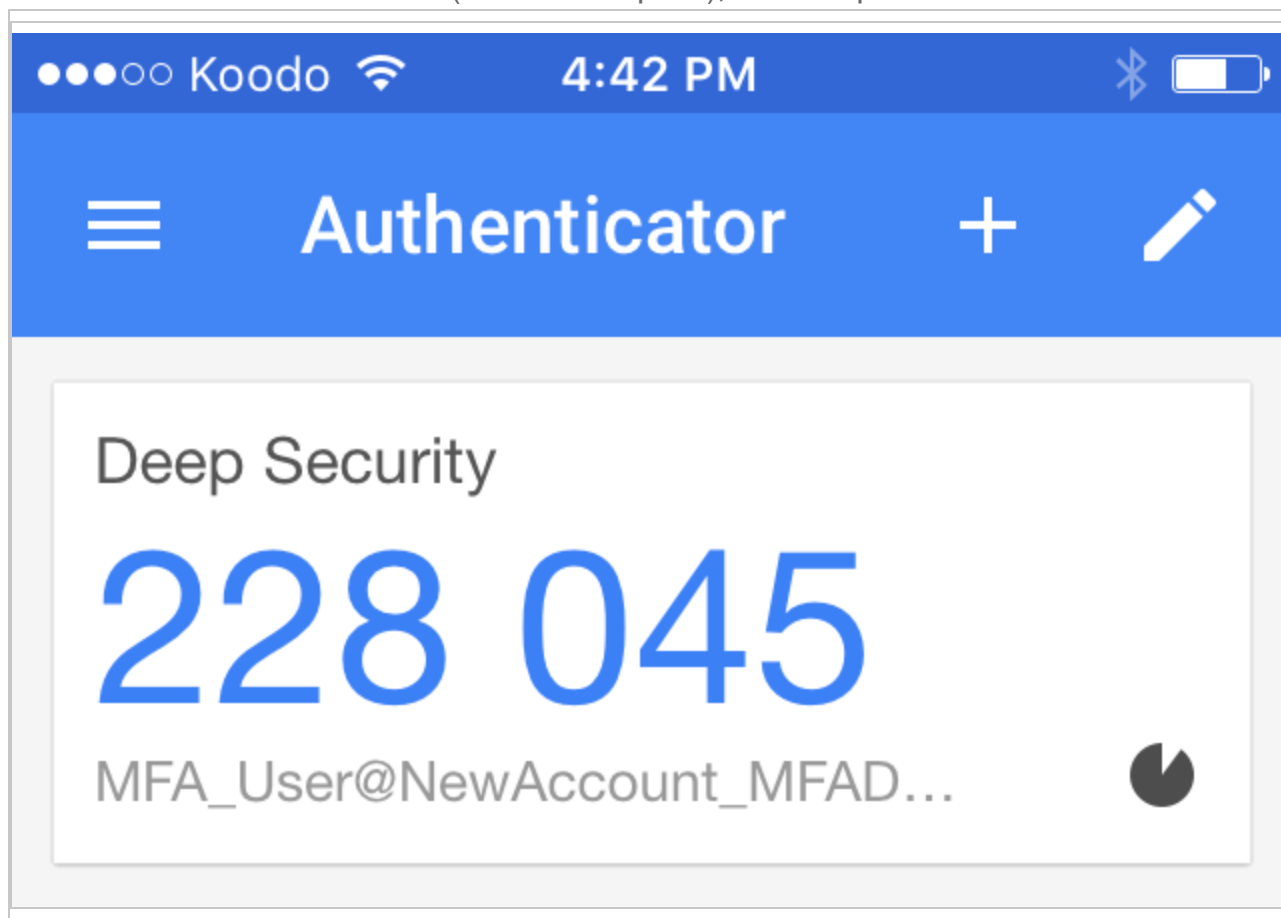 Koodo 4:42 PM
Authenticator
Deep Security
228 045
MFA_User@NewAccount_MFAD...